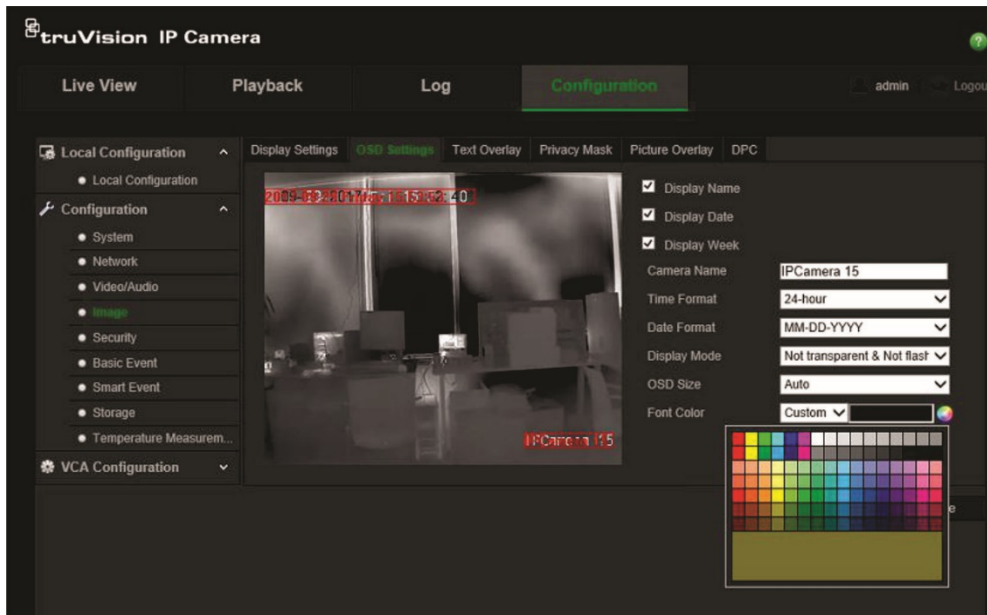 truVision IP Camera
?
Live View Playback Log Configuration admin Logou
Local Configuration
Local Configuration
Configuration
System
Network
Video/Audio
Image
Security
Basic Event
Smart Event
Storage
Temperature Measurem...
VCA Configuration
Display Settings OSD Settings Text Overlay Privacy Mask Picture Overlay DPC
IPCamera 15
Display Name
Display Date
Display Week
Camera Name IPCamera 15
Time Format 24-hour
Date Format MM-DD-YYYY
Display Mode Not transparent & Not flash
OSD Size Auto
Font Color Custom
e